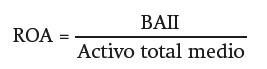 ROA = BAII
Activo total medio